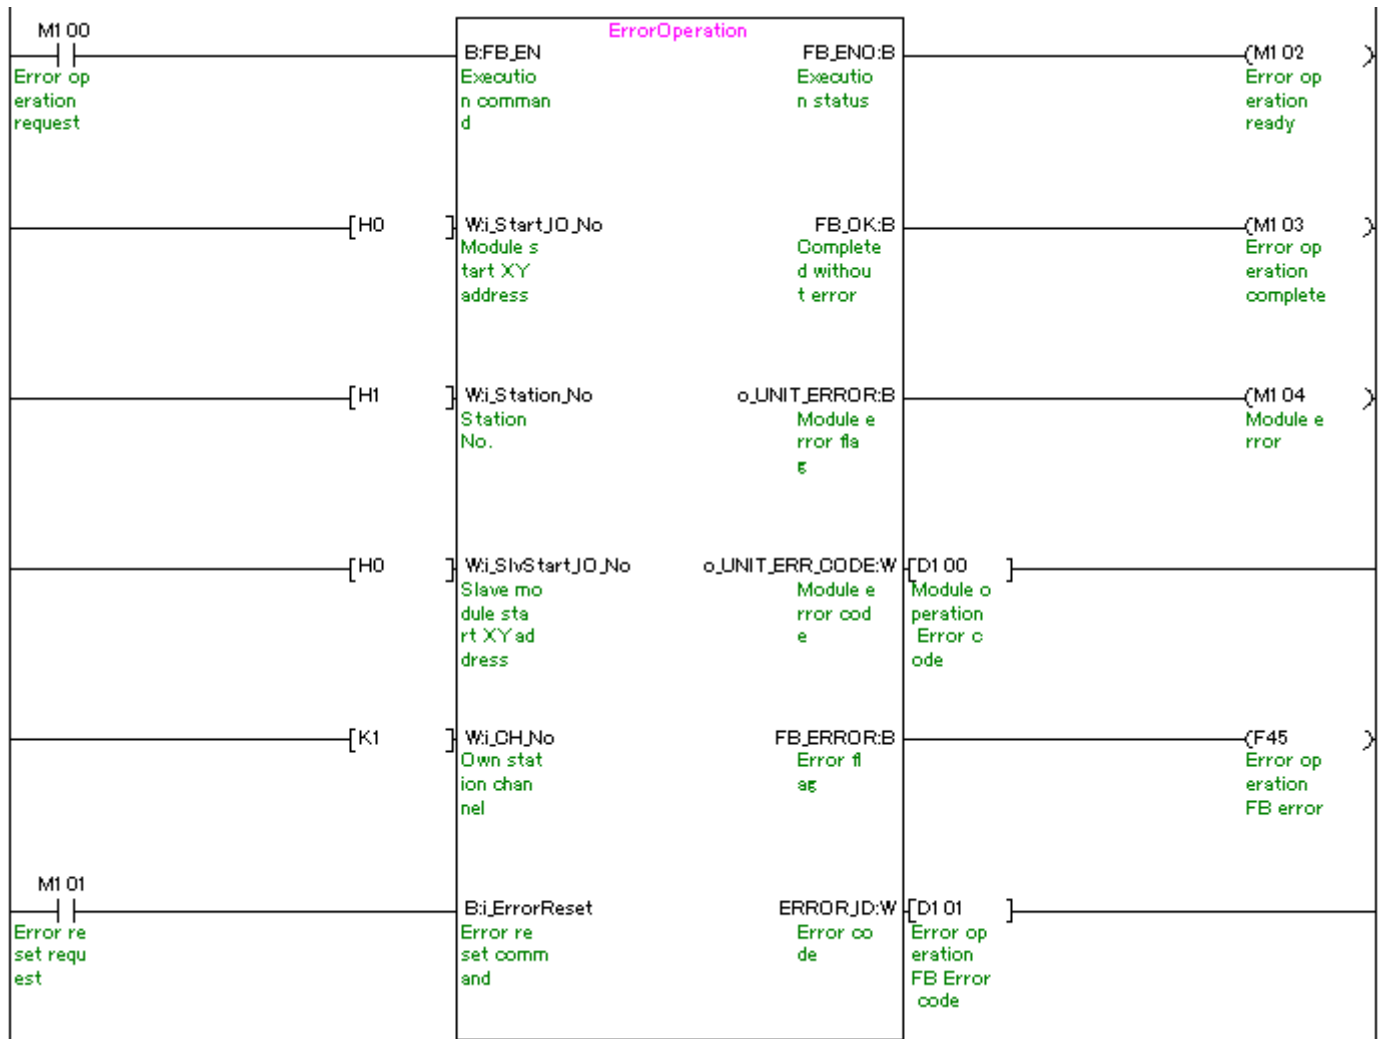 M100
ErrorOperation
B:FB_EN
FB_ENO:B
(M102 )
Error op
eration
request
Executio
n comman
d
Executio
n status
Error op
eration
ready
[H0 ]
W:i_Start_IO_No
FB_OK:B
(M103 )
Module s
tart XY
address
Complete
d withou
t error
Error op
eration
complete
[H1 ]
W:i_Station_No
o_UNIT_ERROR:B
(M104 )
Station
No.
Module e
rror fla
g
Module e
rror
[H0 ]
W:i_SlvStart_IO_No
o_UNIT_ERR_CODE:W
[D100 ]
Slave mo
dule sta
rt XY ad
dress
Module e
rror cod
e
Module o
peration
Error c
ode
[K1 ]
W:i_CH_No
FB_ERROR:B
(F45 )
Own stat
ion chan
nel
Error fl
ag
Error op
eration
FB error
M101
B:i_ErrorReset
ERROR_ID:W
[D101 ]
Error re
set requ
est
Error re
set comm
and
Error co
de
Error op
eration
FB Error
code